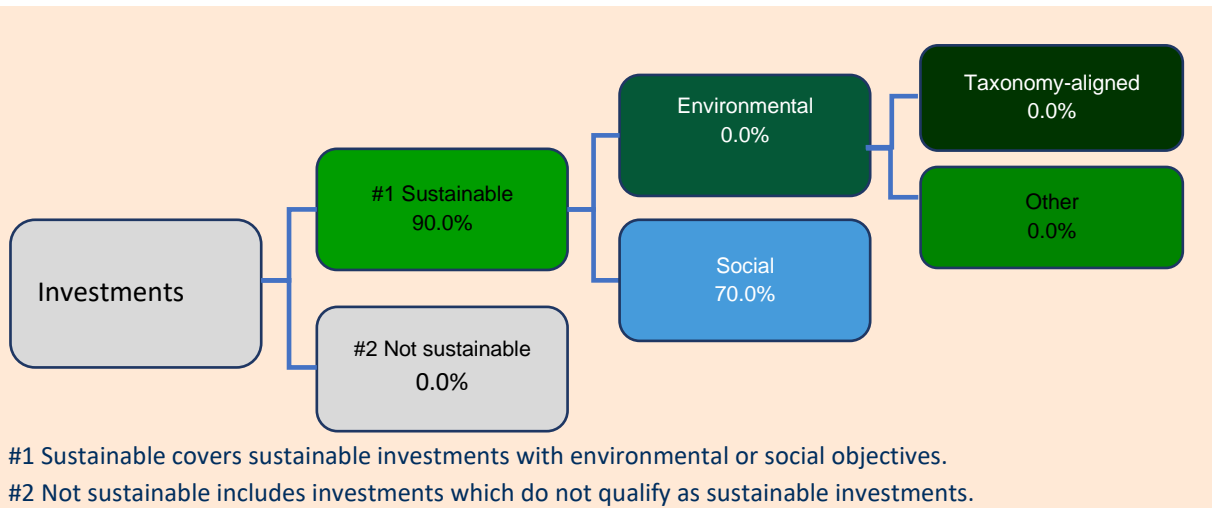 Investments
#1 Sustainable
90.0%
#2 Not sustainable
0.0%
Environmental
0.0%
Social
70.0%
Taxonomy-aligned
0.0%
Other
0.0%
#1 Sustainable covers sustainable investments with environmental or social objectives.
#2 Not sustainable includes investments which do not qualify as sustainable investments.